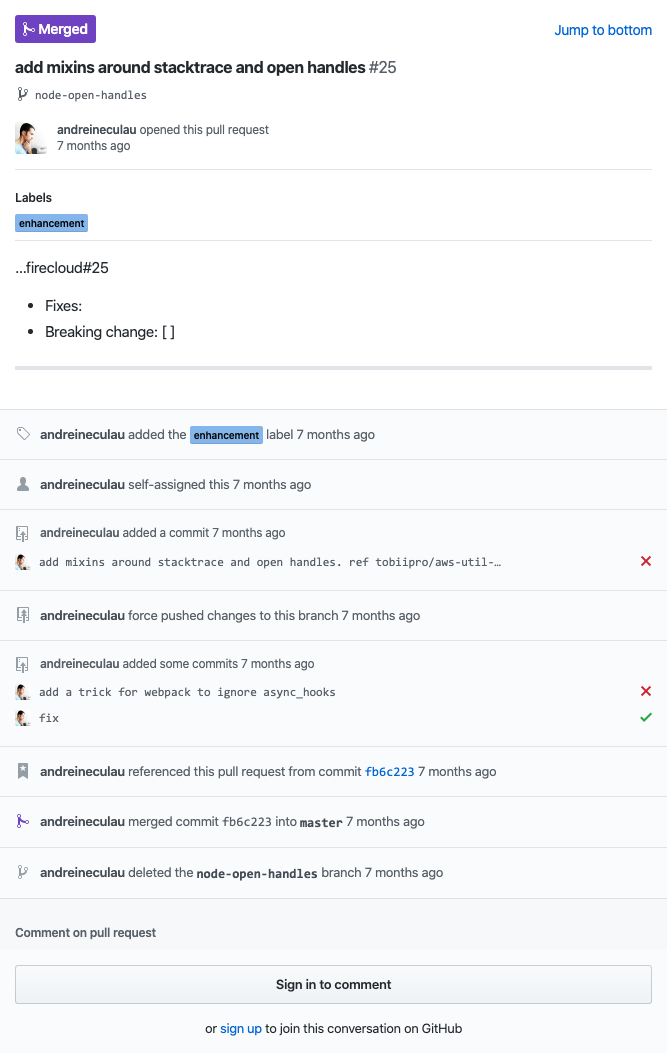 Merged
Jump to bottom
add mixins around stacktrace and open handles #25
node-open-handles
andreineculau opened this pull request
7 months ago
Labels
enhancement
...firecloud#25
• Fixes:
• Breaking change: [ ]
andreineculau added the enhancement label 7 months ago
andreineculau self-assigned this 7 months ago
andreineculau added a commit 7 months ago
add mixins around stacktrace and open handles. ref tobiipro/aws-util-…
andreineculau force pushed changes to this branch 7 months ago
andreineculau added some commits 7 months ago
add a trick for webpack to ignore async_hooks
fix
andreineculau referenced this pull request from commit fb6c223 7 months ago
andreineculau merged commit fb6c223 into master 7 months ago
andreineculau deleted the node-open-handles branch 7 months ago
Comment on pull request
Sign in to comment
or sign up to join this conversation on GitHub